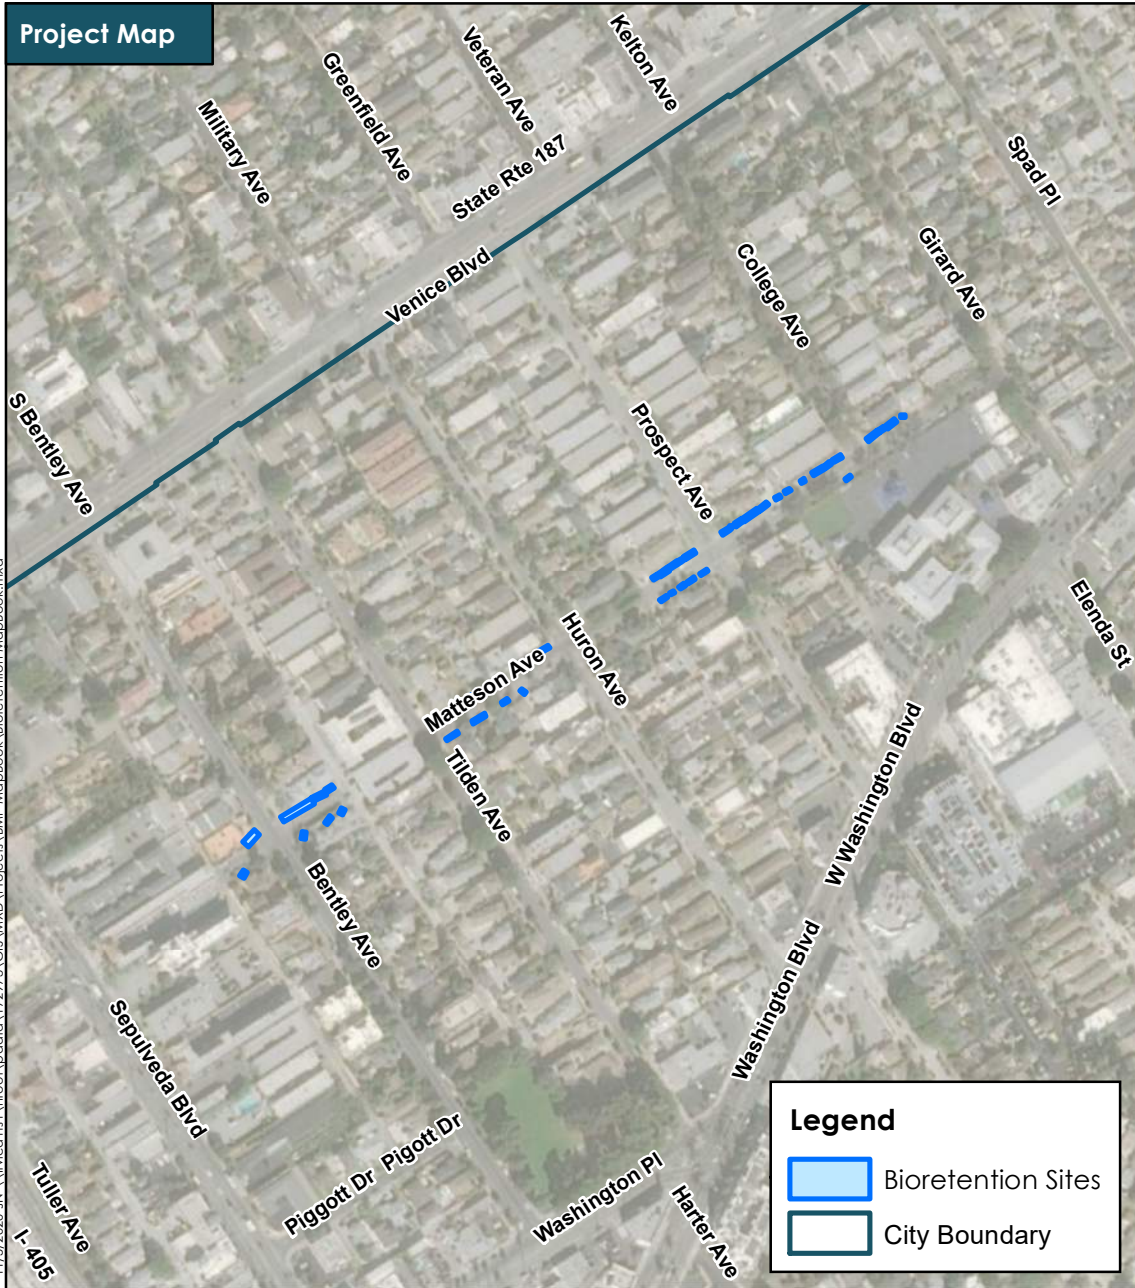 Project Map
Kelton Ave
Veteran Ave
Greenfield Ave
Military Ave
State Rte 187
Spad Pl
Girard Ave
College Ave
Venice Blvd
S Bentley Ave
Prospect Ave
Elenda St
Huron Ave
Matteson Ave
Tilden Ave
W Washington Blvd
Bentley Ave
Washington Blvd
Sepulveda Blvd
Piggott Dr
Pigott Dr
Washington Pl
Harter Ave
Tuller Ave
I- 405
Legend
Bioretention Sites
City Boundary